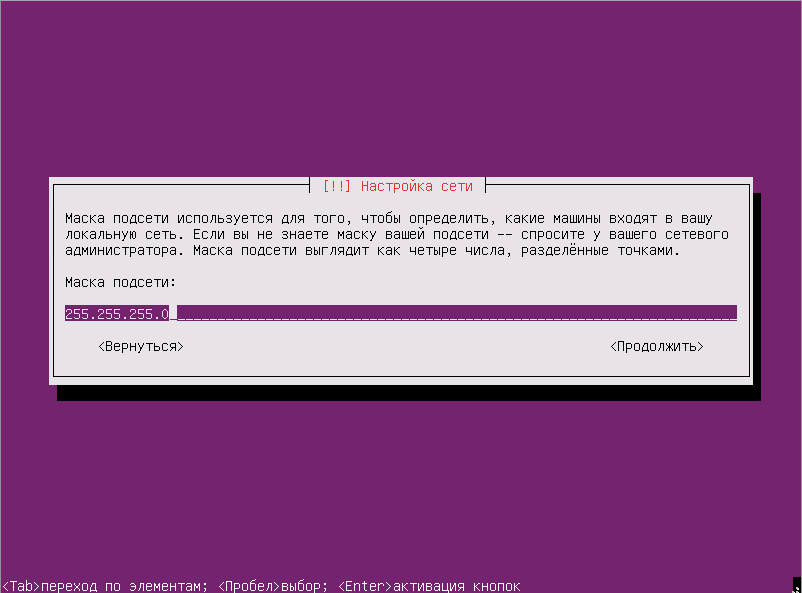 [!!] Настройка сети
Маска подсети используется для того, чтобы определить, какие машины входят в вашу
локальную сеть. Если вы не знаете маску вашей подсети -- спросите у вашего сетевого
администратора. Маска подсети выглядит как четыре числа, разделённые точками.
Маска подсети:
255.255.255.0
<Вернуться> <Продолжить>
<Tab>переход по элементам; <Пробел>выбор; <Enter>активация кнопок